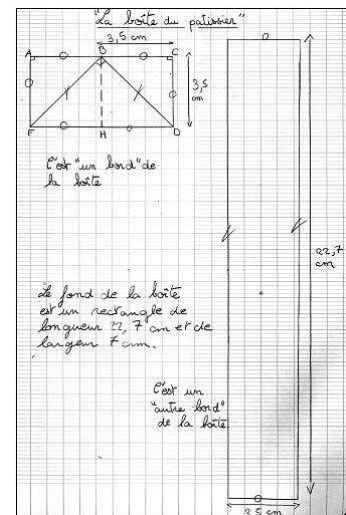 "La boîte du patissier"
3,5 cm
A B C
3,5
cm
F H D
C'est "un bord" de
la boîte
22,7
cm
Le fond de la boîte
est un rectangle de
longueur 22,7 cm et de
largeur 7 cm.
C'est un
"autre bord"
de la boîte
3,5 cm